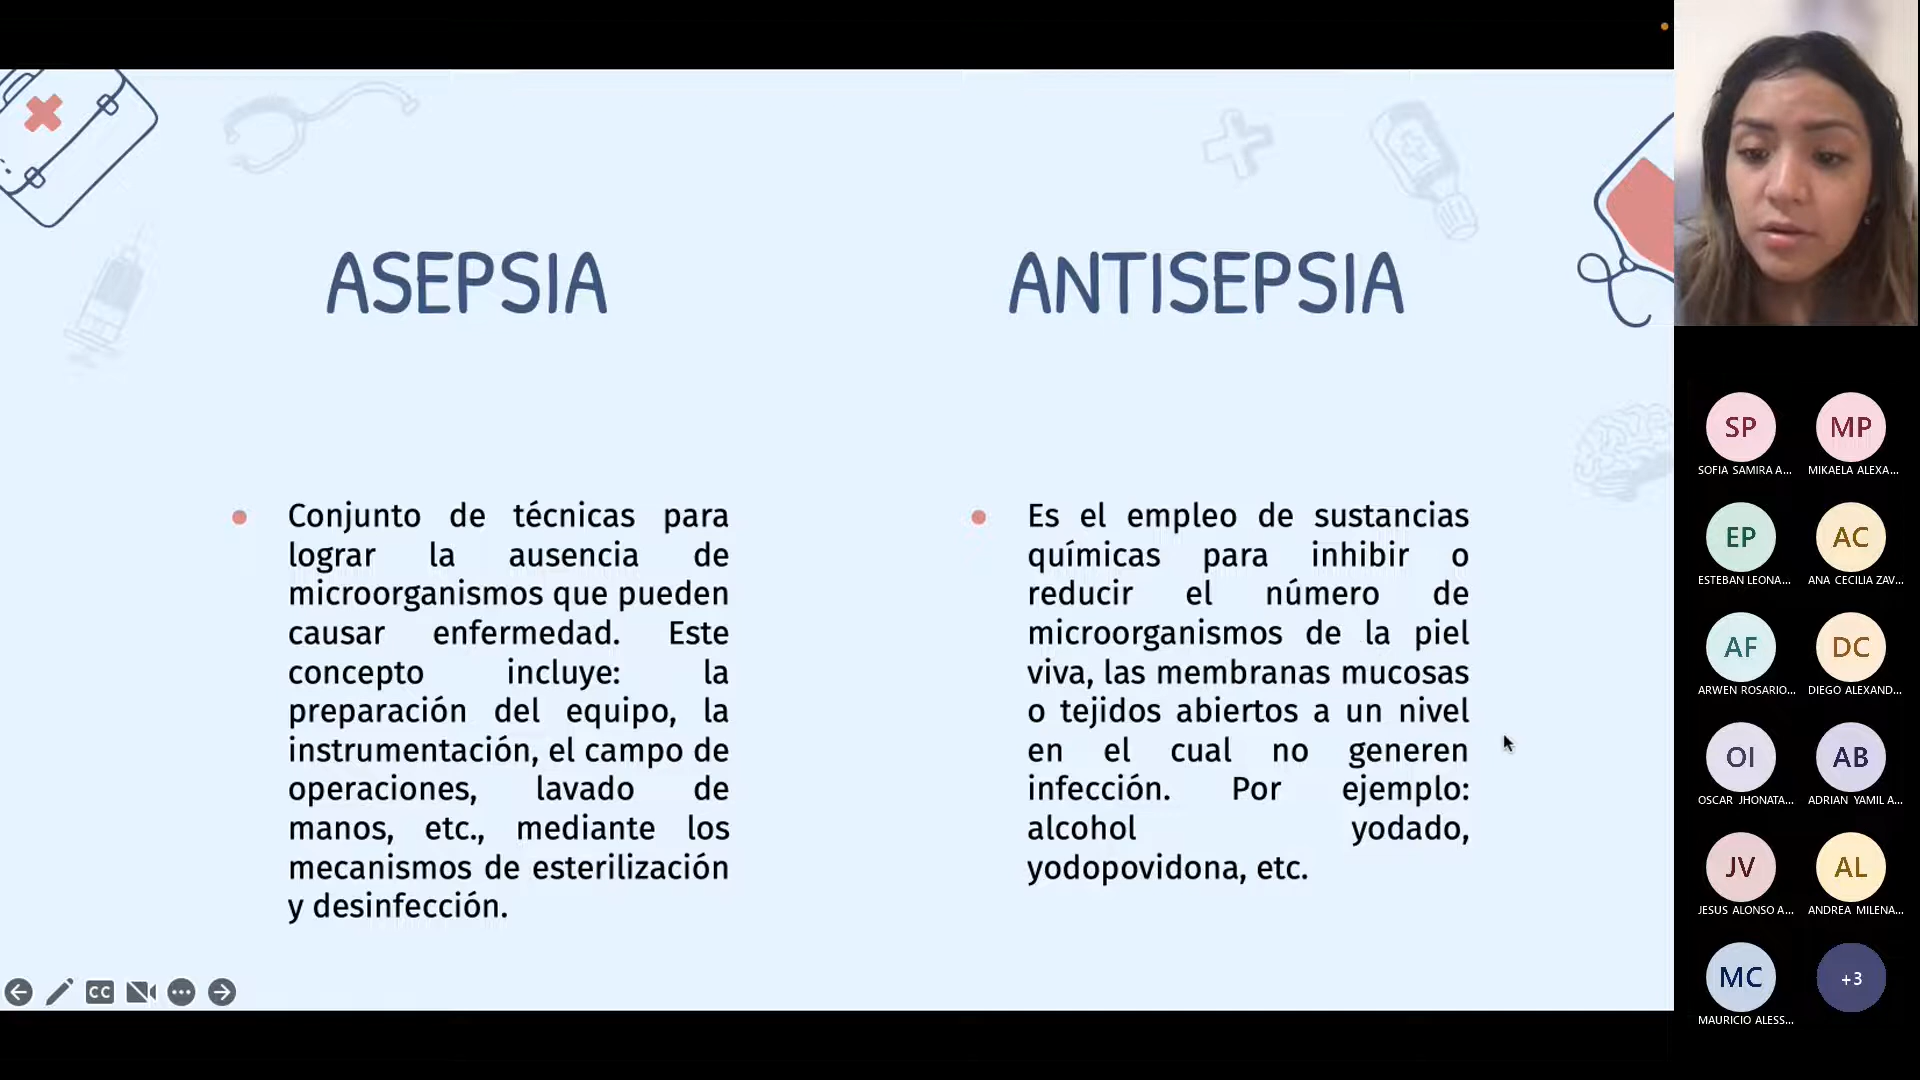 ASEPSIA
Conjunto de técnicas para
lograr la ausencia de
microorganismos que pueden
causar enfermedad. Este
concepto incluye: la
preparación del equipo, la
instrumentación, el campo de
operaciones, lavado de
manos, etc., mediante los
mecanismos de esterilización
y desinfección.
ANTISEPSIA
Es el empleo de sustancias
químicas para inhibir o
reducir el número de
microorganismos de la piel
viva, las membranas mucosas
o tejidos abiertos a un nivel
en el cual no generen
infección. Por ejemplo:
alcohol yodado,
yodopovidona, etc.
CC
SP
SOFIA SAMIRA A...
MP
MIKAELA ALEXA...
EP
ESTEBAN LEONA...
AC
ANA CECILIA ZAV...
AF
ARWEN ROSARIO...
DC
DIEGO ALEXAND...
OI
OSCAR JHONATA...
AB
ADRIAN YAMIL A...
JV
JESUS ALONSO A...
AL
ANDREA MILENA...
MC
MAURICIO ALESS...
+3